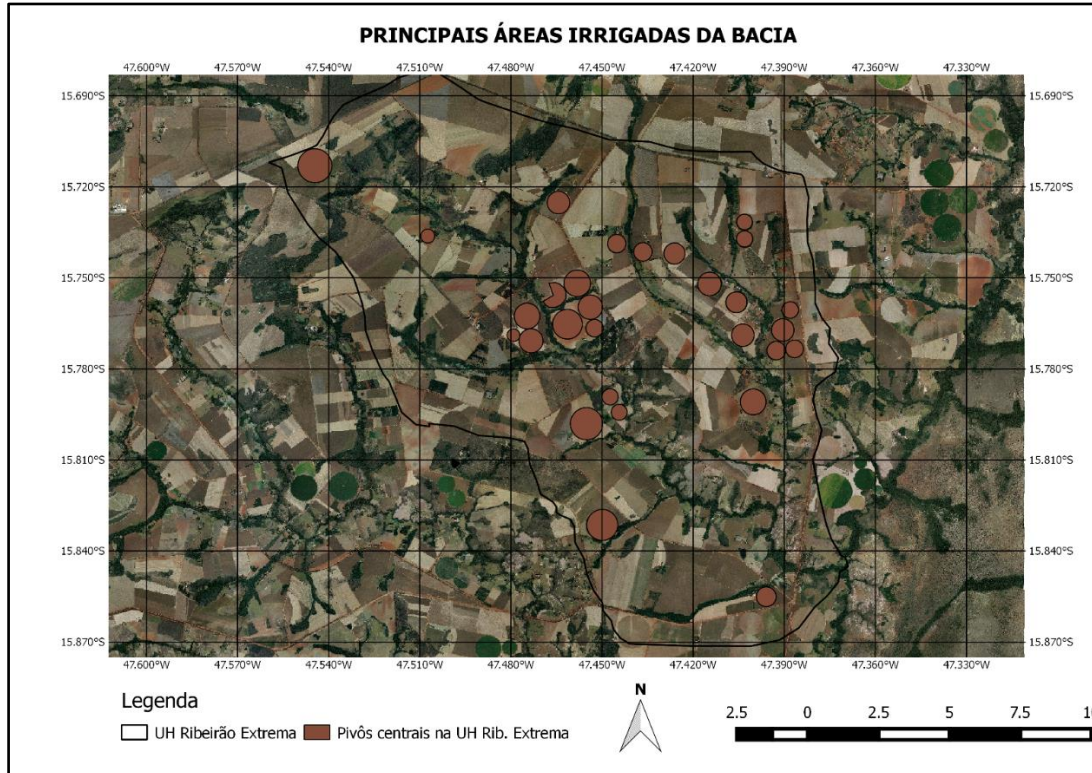 PRINCIPAIS ÁREAS IRRIGADAS DA BACIA
47.600°W 47.570°W 47.540°W 47.510°W 47.480°W 47.450°W 47.420°W 47.390°W 47.360°W 47.330°W
15.690°S 15.690°S
15.720°S 15.720°S
15.750°S 15.750°S
15.780°S 15.780°S
15.810°S 15.810°S
15.840°S 15.840°S
15.870°S 15.870°S
47.600°W 47.570°W 47.540°W 47.510°W 47.480°W 47.450°W 47.420°W 47.390°W 47.360°W 47.330°W
Legenda
UH Ribeirão Extrema Pivôs centrais na UH Rib. Extrema
N
2.5 0 2.5 5 7.5 10